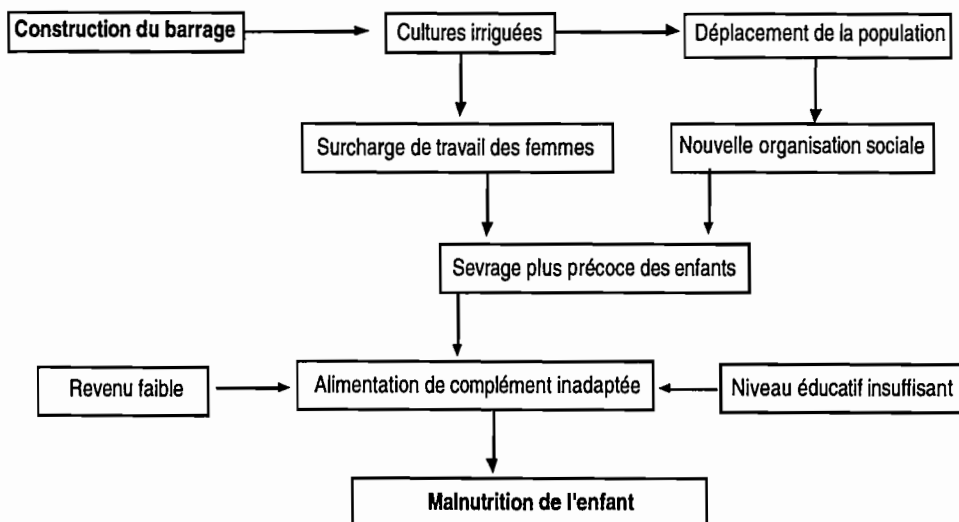 Construction du barrage
Cultures irriguées
Déplacement de la population
Surcharge de travail des femmes
Nouvelle organisation sociale
Sevrage plus précoce des enfants
Revenu faible
Alimentation de complément inadaptée
Niveau éducatif insuffisant
Malnutrition de l'enfant